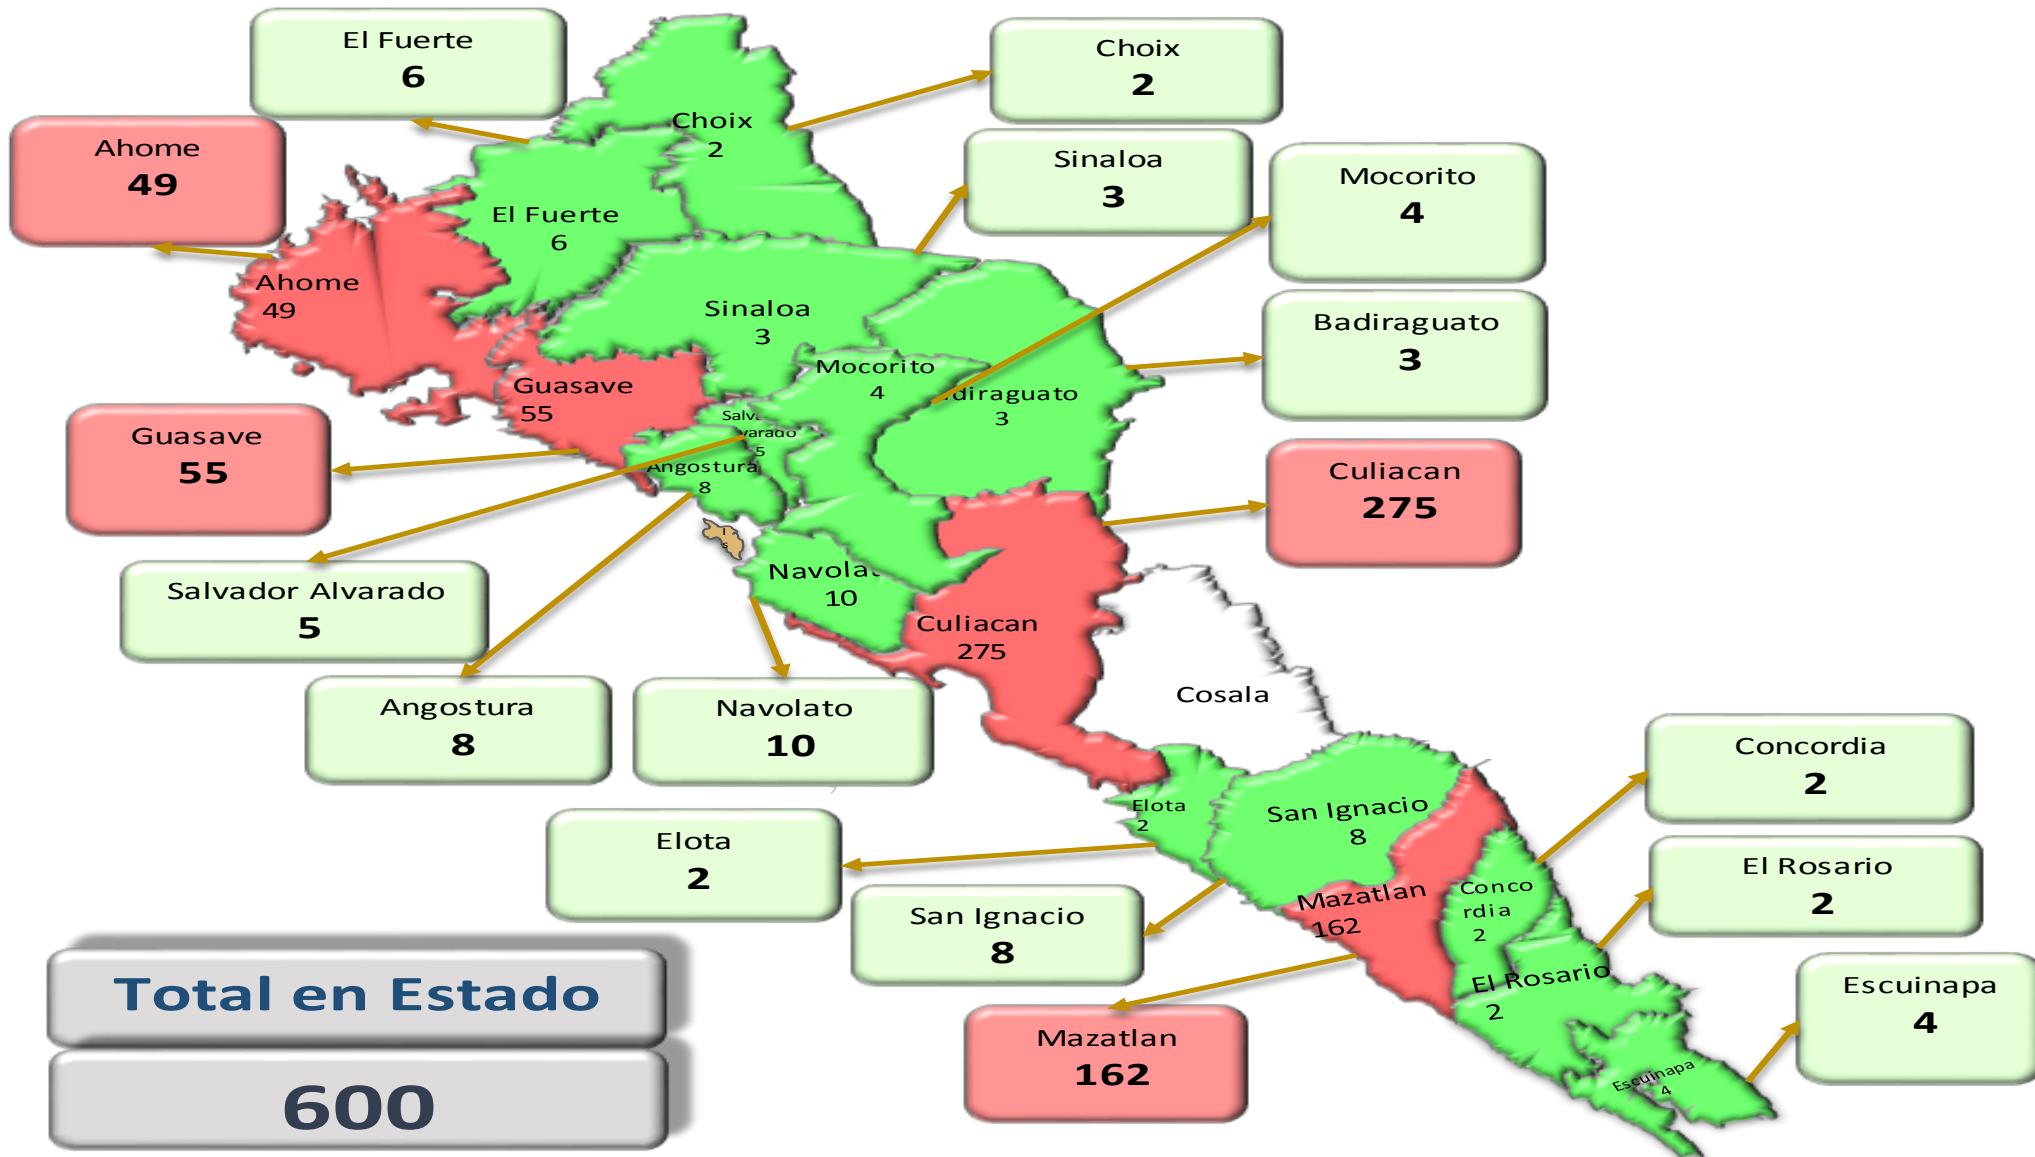 El Fuerte
6
Choix
2
Ahome
49
Sinaloa
3
Mocorito
4
Badiraguato
3
Guasave
55
Culiacan
275
Salvador Alvarado
5
Angostura
8
Navolato
10
Concordia
2
Elota
2
El Rosario
2
San Ignacio
8
Escuinapa
4
Mazatlan
162
Total en Estado
600
Choix
2
El Fuerte
6
Ahome
49
Sinaloa
3
Mocorito
4
diraguato
3
Guasave
55
Salv
varado
5
Angostura
8
Navolat
10
Culiacan
275
Cosala
Elota
2
San Ignacio
8
Mazatlan
162
Conco
rdia
2
El Rosario
2
Escuinapa
4